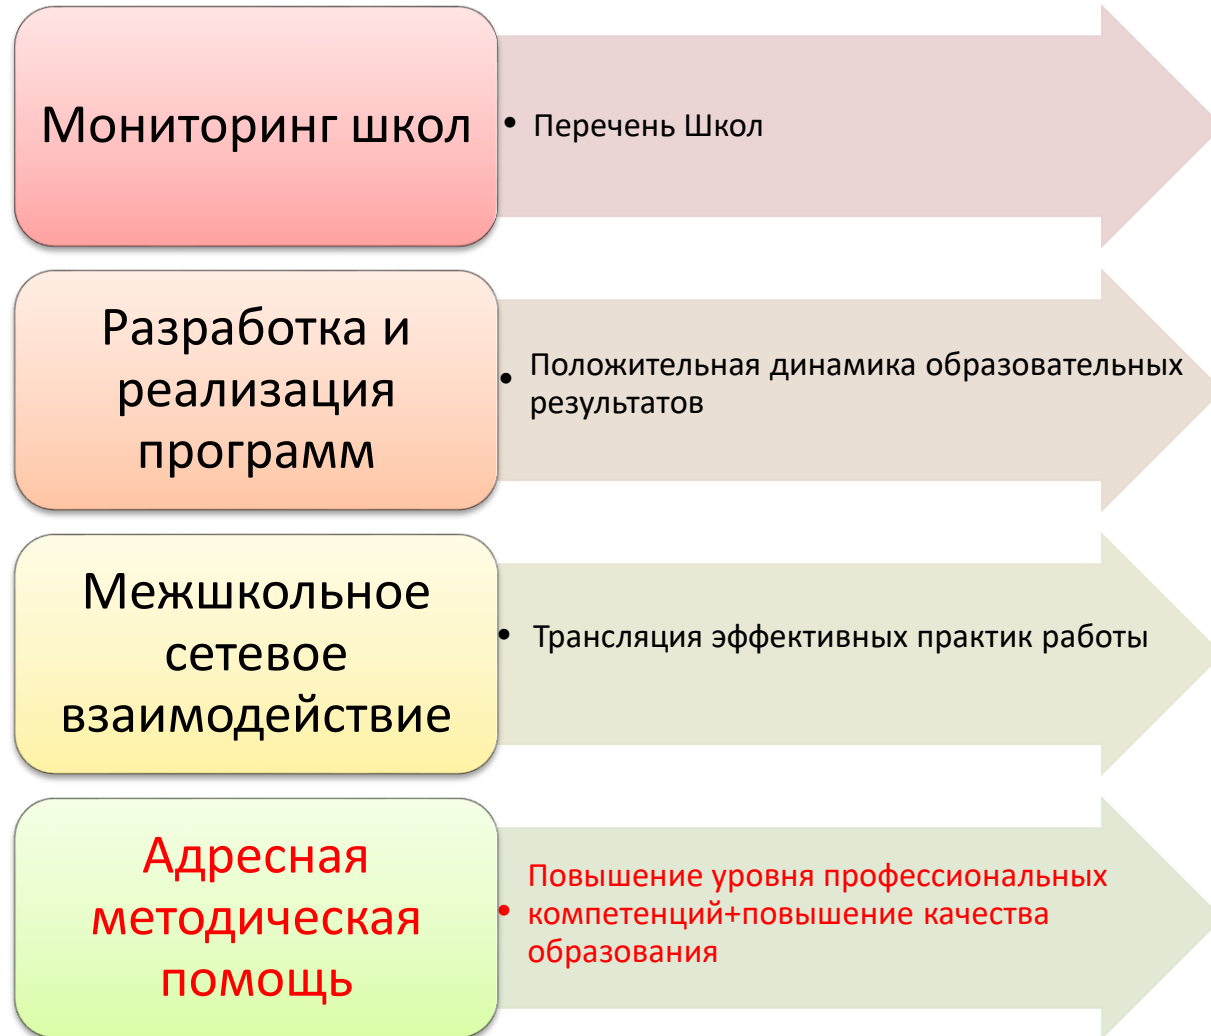 Мониторинг школ
• Перечень Школ
Разработка и
реализация
программ
• Положительная динамика образовательных
результатов
Межшкольное
сетевое
взаимодействие
• Трансляция эффективных практик работы
Адресная
методическая
помощь
• Повышение уровня профессиональных
компетенций+повышение качества
образования